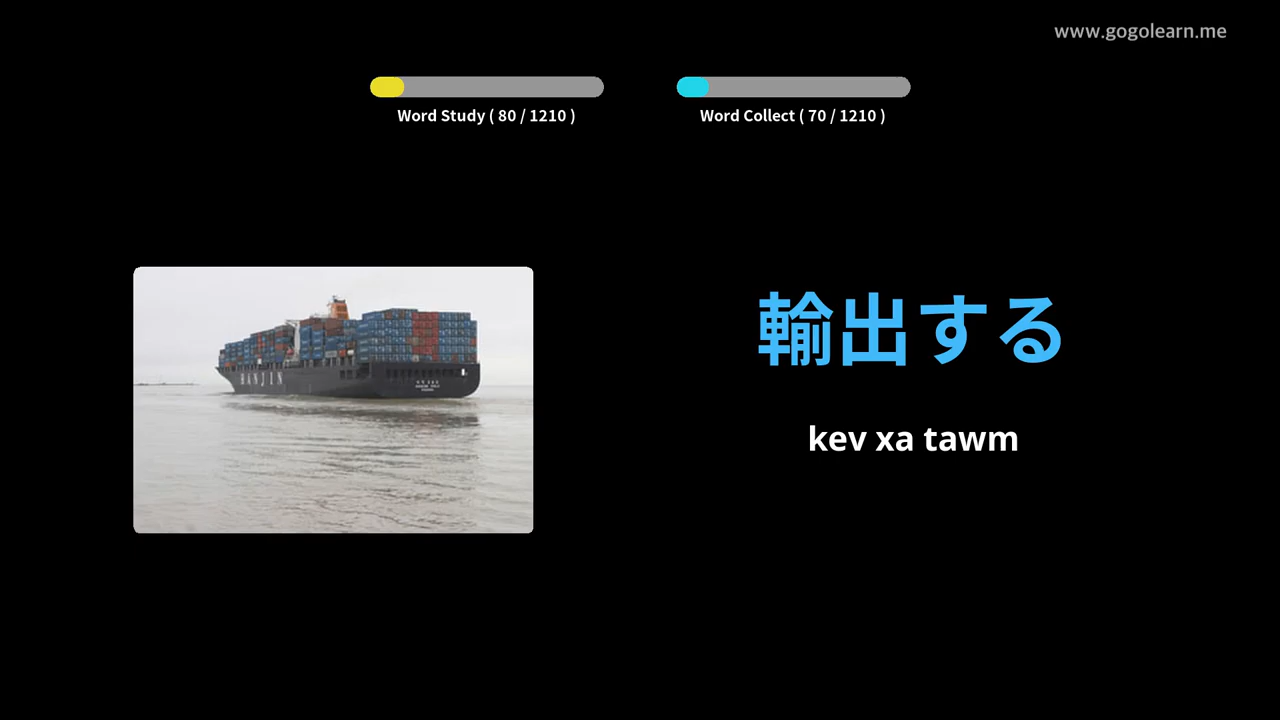 www.gogolearn.me
Word Study ( 80 / 1210 )
Word Collect ( 70 / 1210 )
HANJIN
輸出する
kev xa tawm